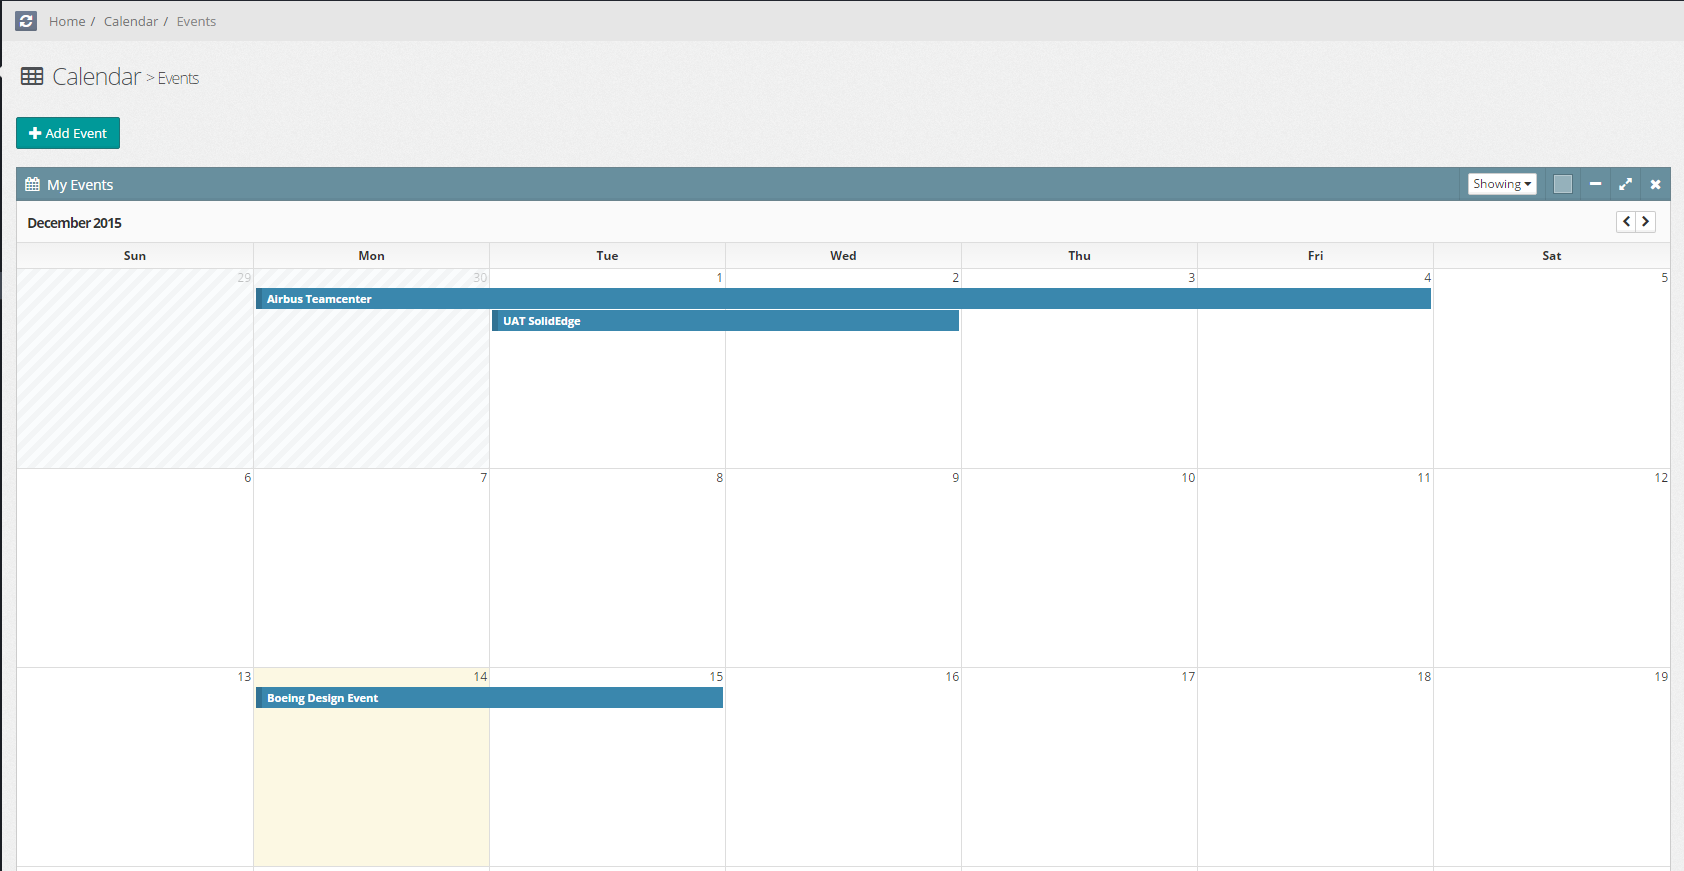 Home / Calendar / Events
Calendar > Events
Add Event
My Events
Showing
December 2015
Sun Mon Tue Wed Thu Fri Sat
29 30 1 2 3 4 5
Airbus Teamcenter
UAT SolidEdge
6 7 8 9 10 11 12
13 14 15 16 17 18 19
Boeing Design Event